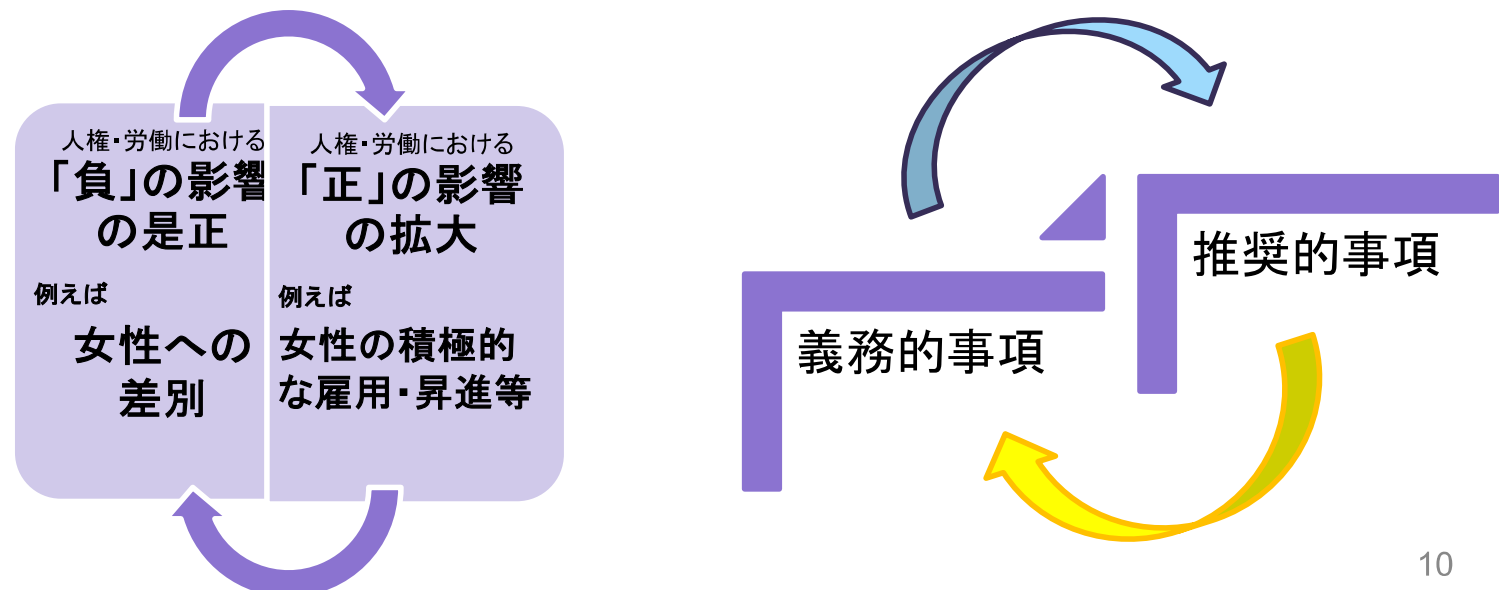 人権・労働における
「負」の影響
の是正
例えば
女性への
差別
人権・労働における
「正」の影響
の拡大
例えば
女性の積極的
な雇用・昇進等
義務的事項
推奨的事項
10